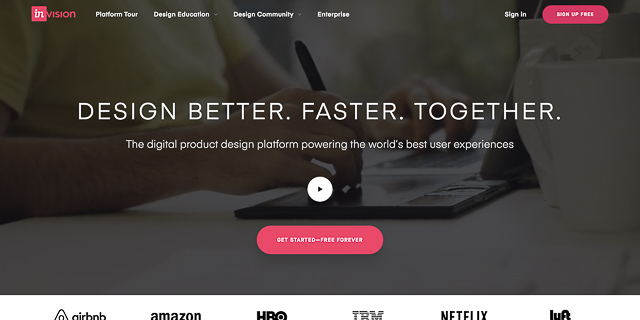 inVISION
Platform Tour
Design Education
Design Community
Enterprise
Sign in
SIGN UP FREE
DESIGN BETTER. FASTER. TOGETHER.
The digital product design platform powering the world's best user experiences
GET STARTED—FREE FOREVER
airbnb
amazon
HBO
IBM
NETFLIX
lyft